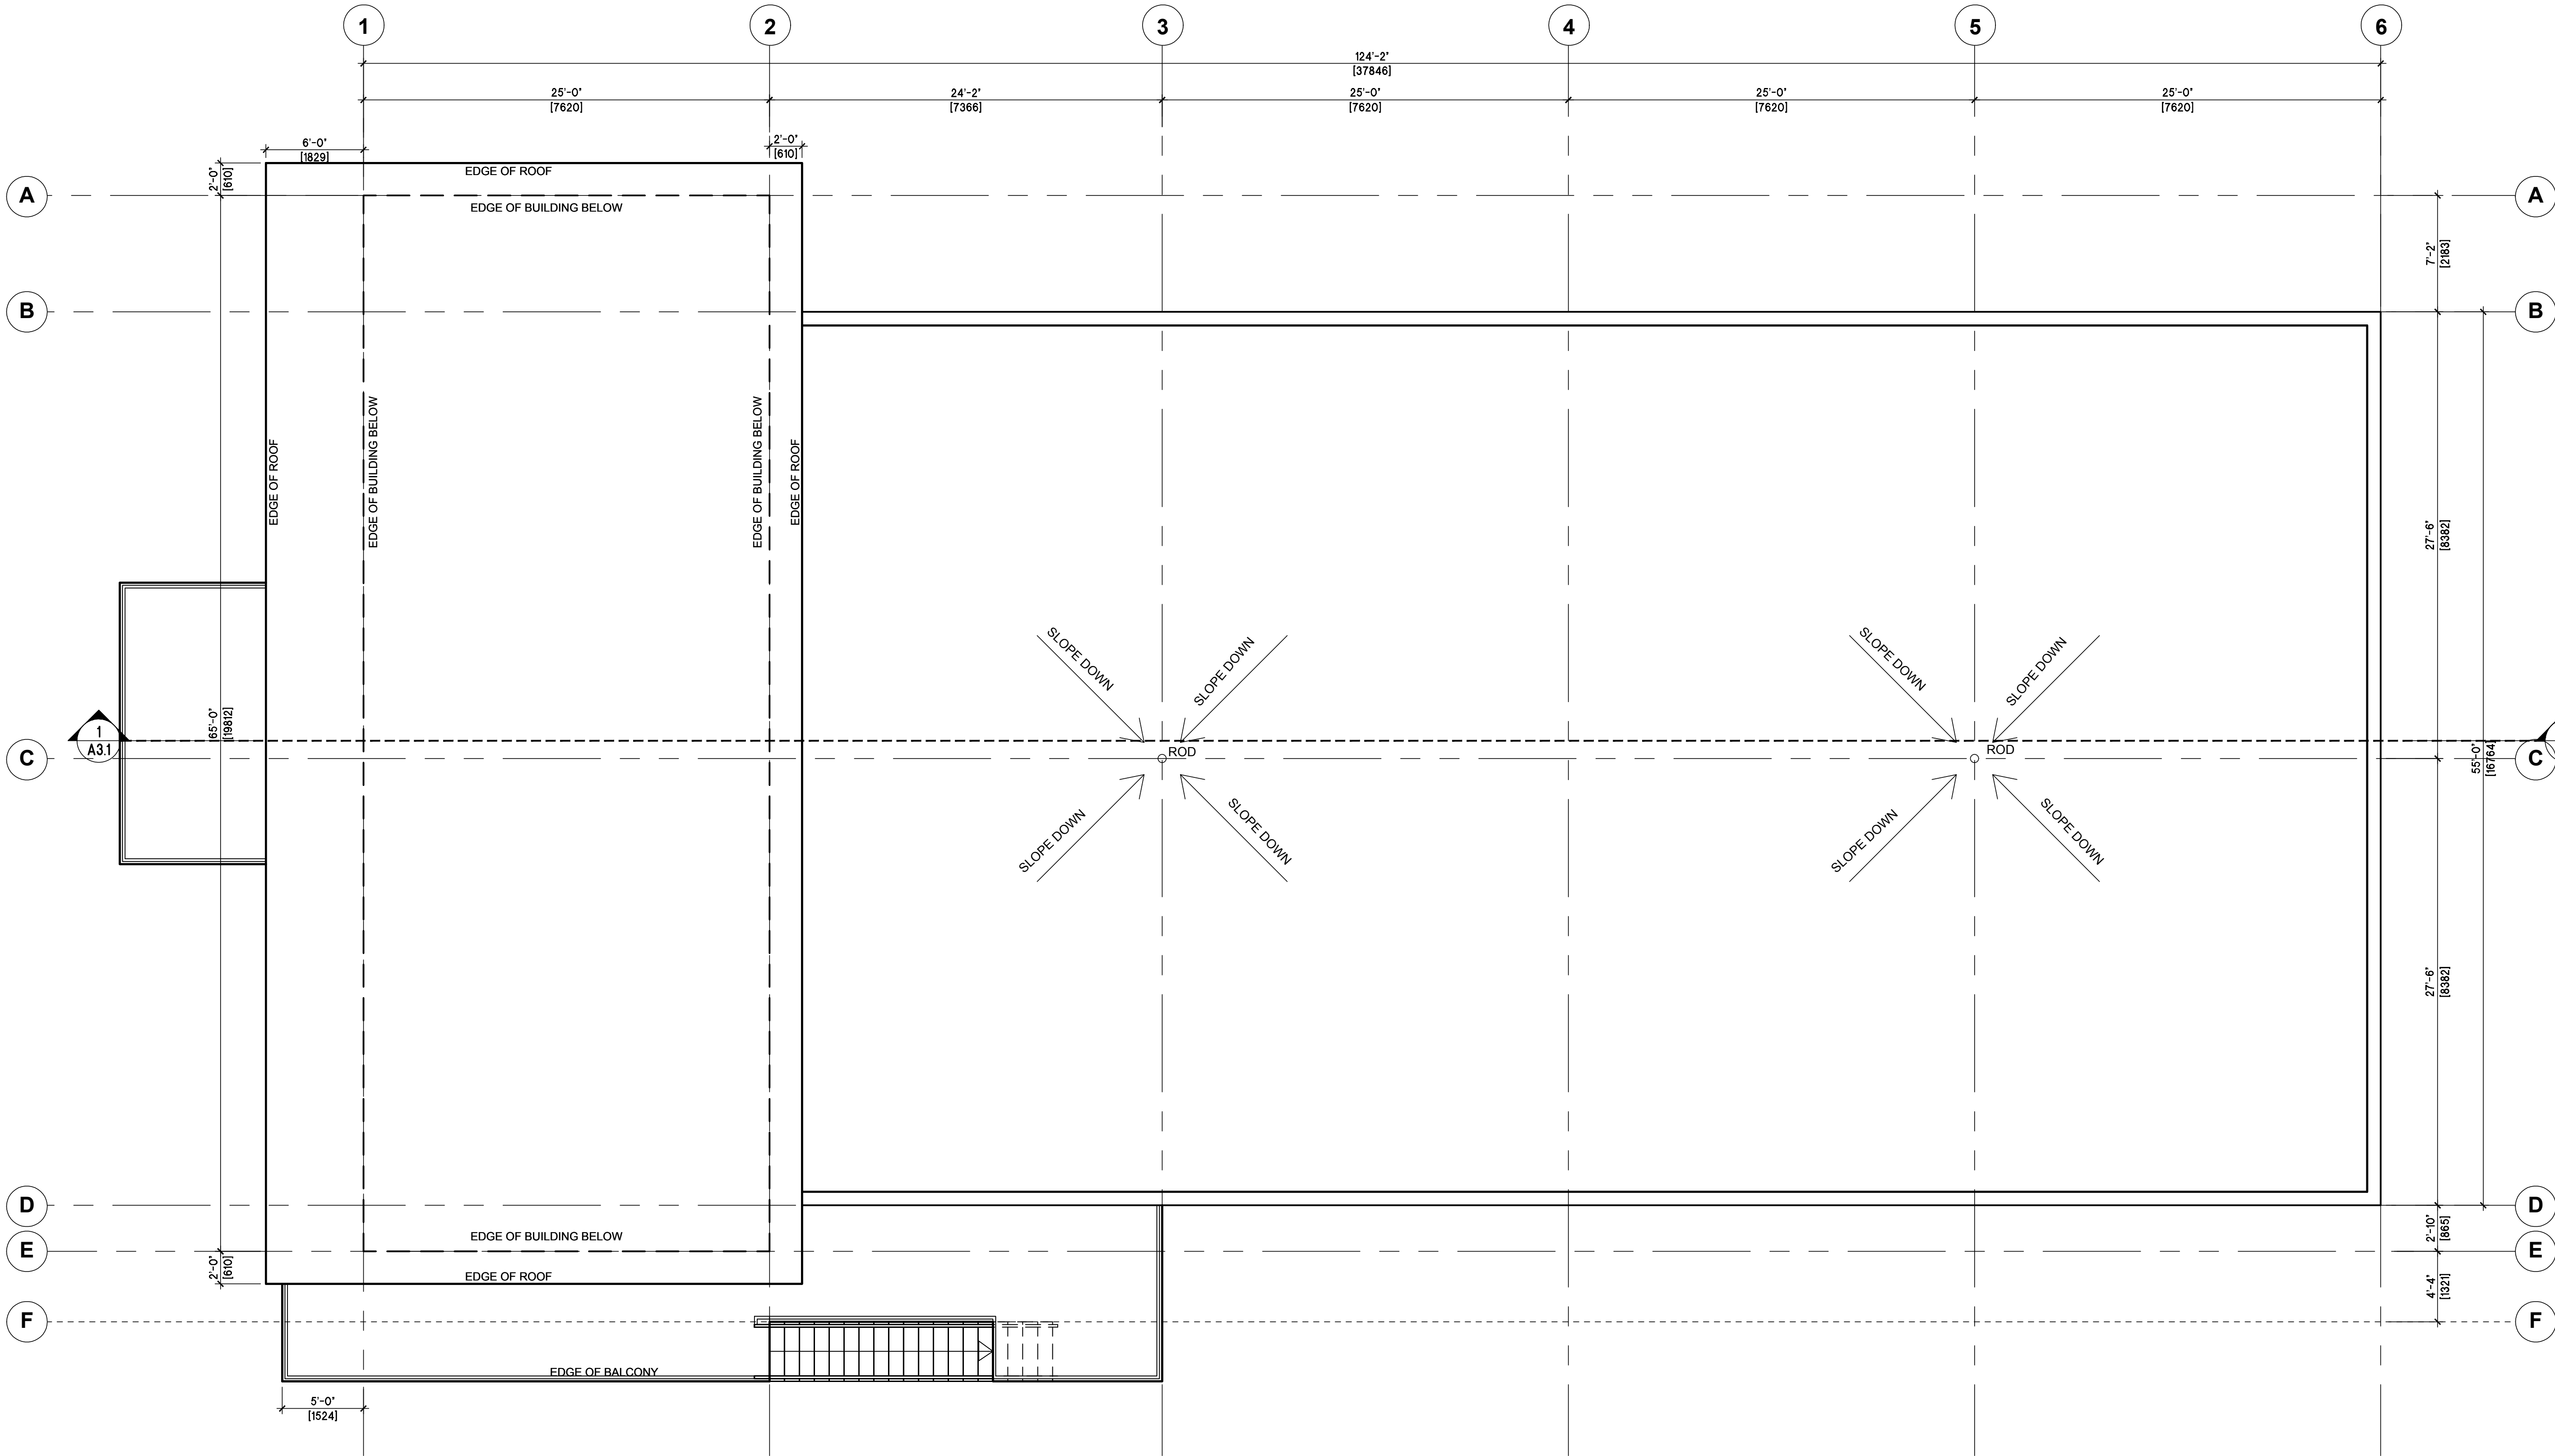 1 2 3 4 5 6
124'-2"
[37846]
25'-0" 24'-2" 25'-0" 25'-0" 25'-0"
[7620] [7366] [7620] [7620] [7620]
6'-0" 2'-0"
[1829] [610]
2'-0"
[610]
EDGE OF ROOF
A A
EDGE OF BUILDING BELOW
7'-2"
[2183]
B B
EDGE OF ROOF
EDGE OF BUILDING BELOW
EDGE OF BUILDING BELOW
EDGE OF ROOF
27'-6"
[8382]
SLOPE DOWN SLOPE DOWN SLOPE DOWN SLOPE DOWN
65'-0"
[19812]
1
A3.1
ROD ROD
C C
55'-0"
[16764]
SLOPE DOWN SLOPE DOWN SLOPE DOWN SLOPE DOWN
27'-6"
[8382]
D D
2'-10"
[865]
EDGE OF BUILDING BELOW
E E
2'-0"
[610]
EDGE OF ROOF
4'-4"
[1321]
F F
EDGE OF BALCONY
5'-0"
[1524]